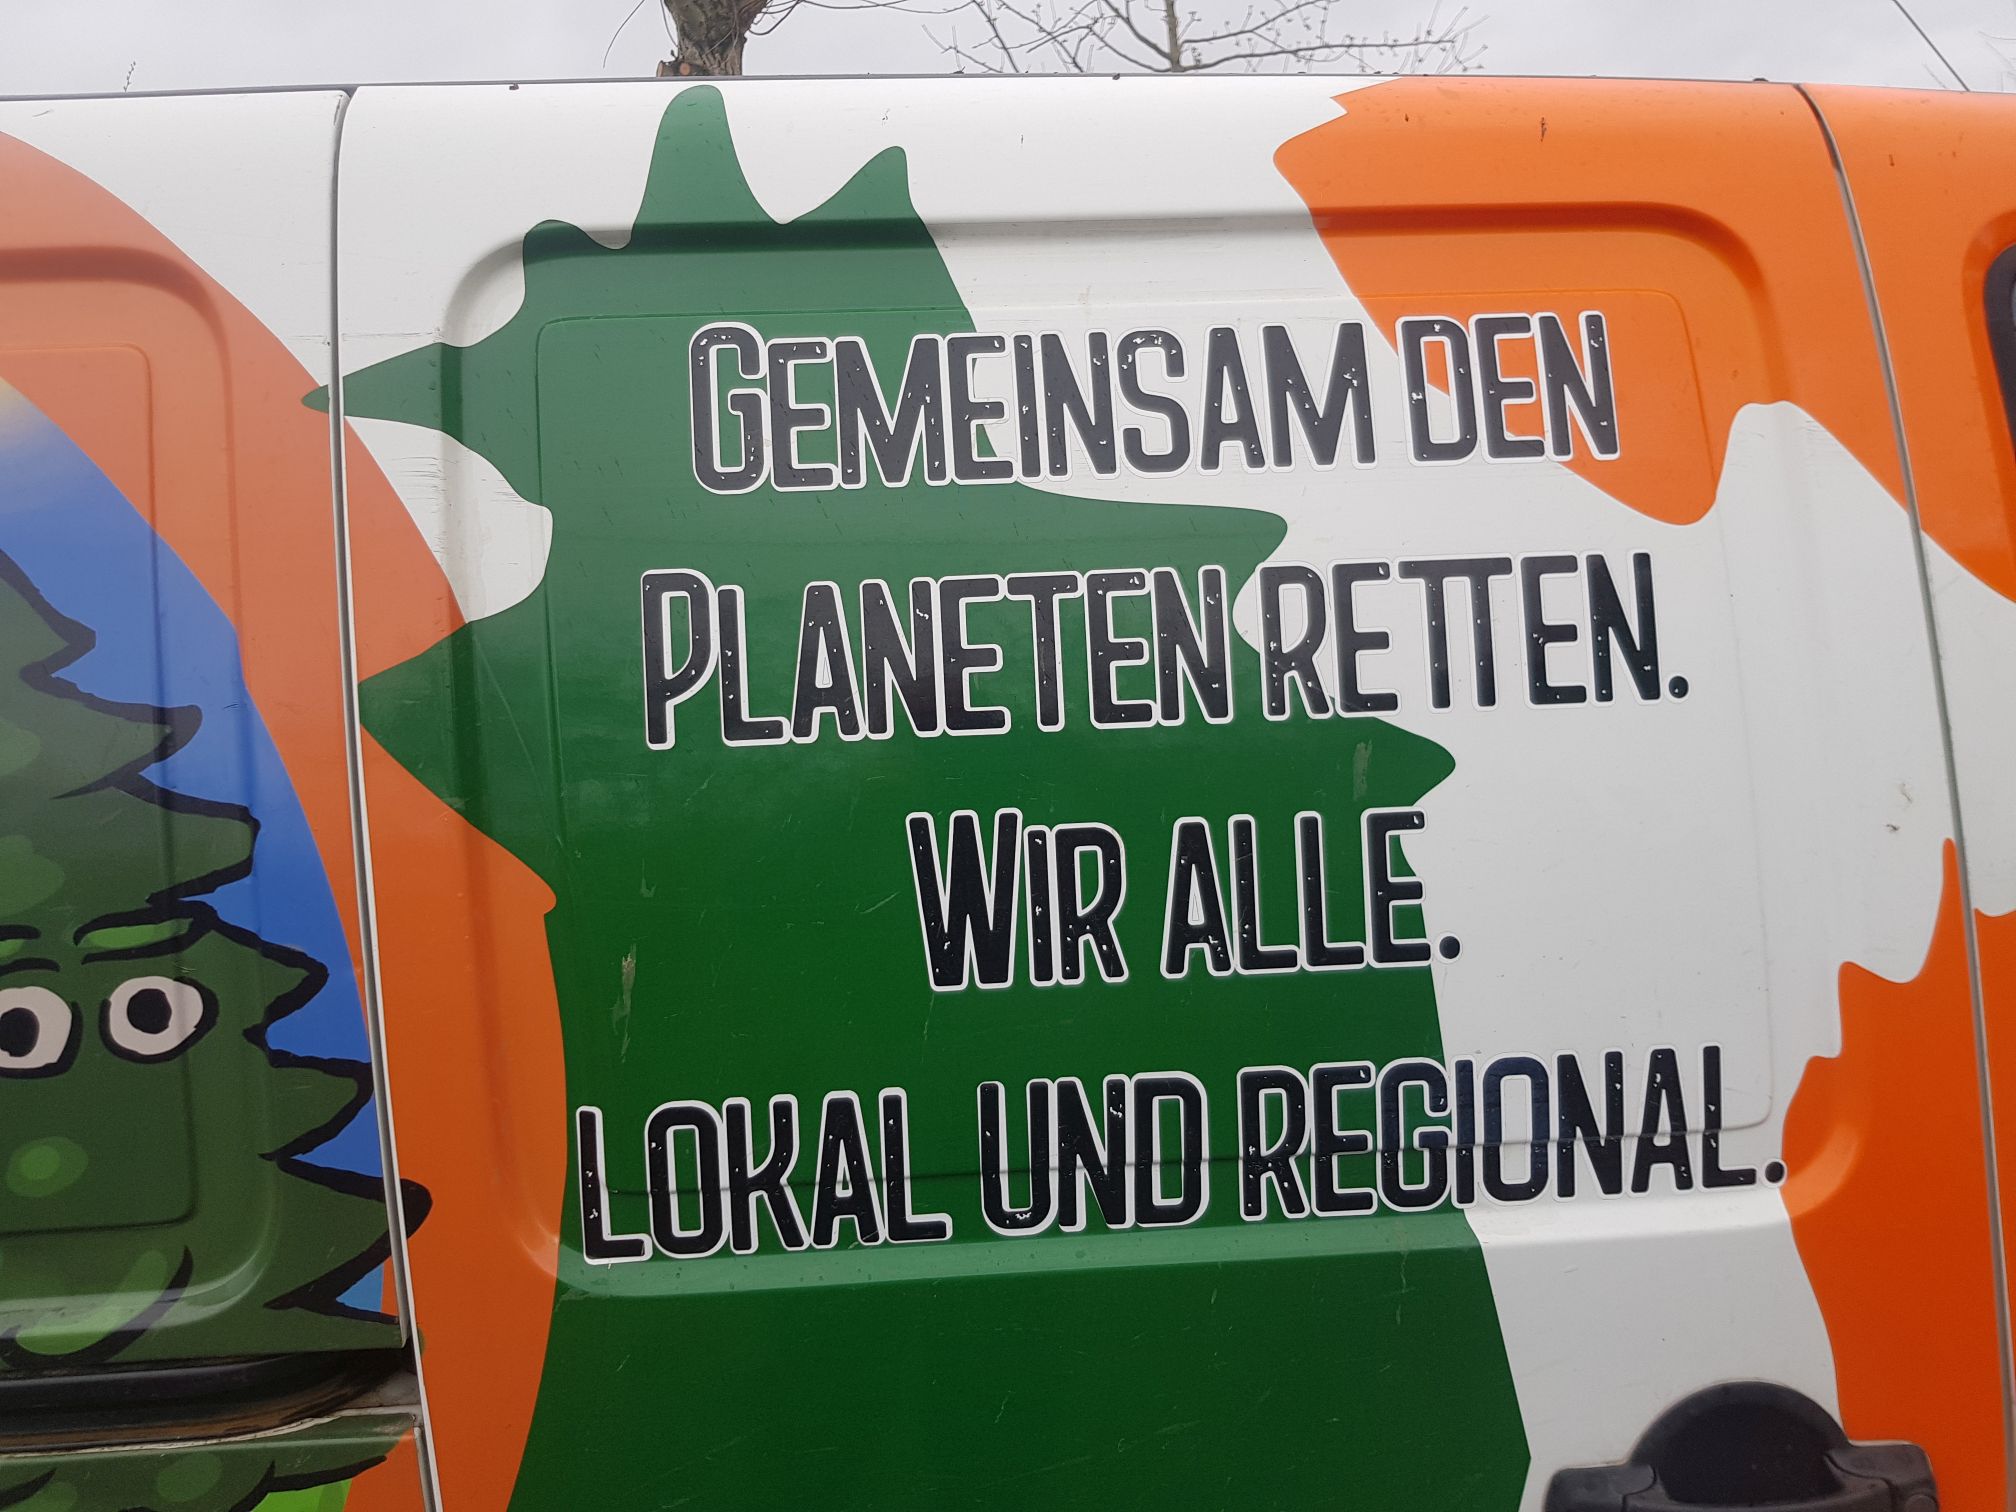 GEMEINSAM DEN
PLANETEN RETTEN.
WIR ALLE.
LOKAL UND REGIONAL.